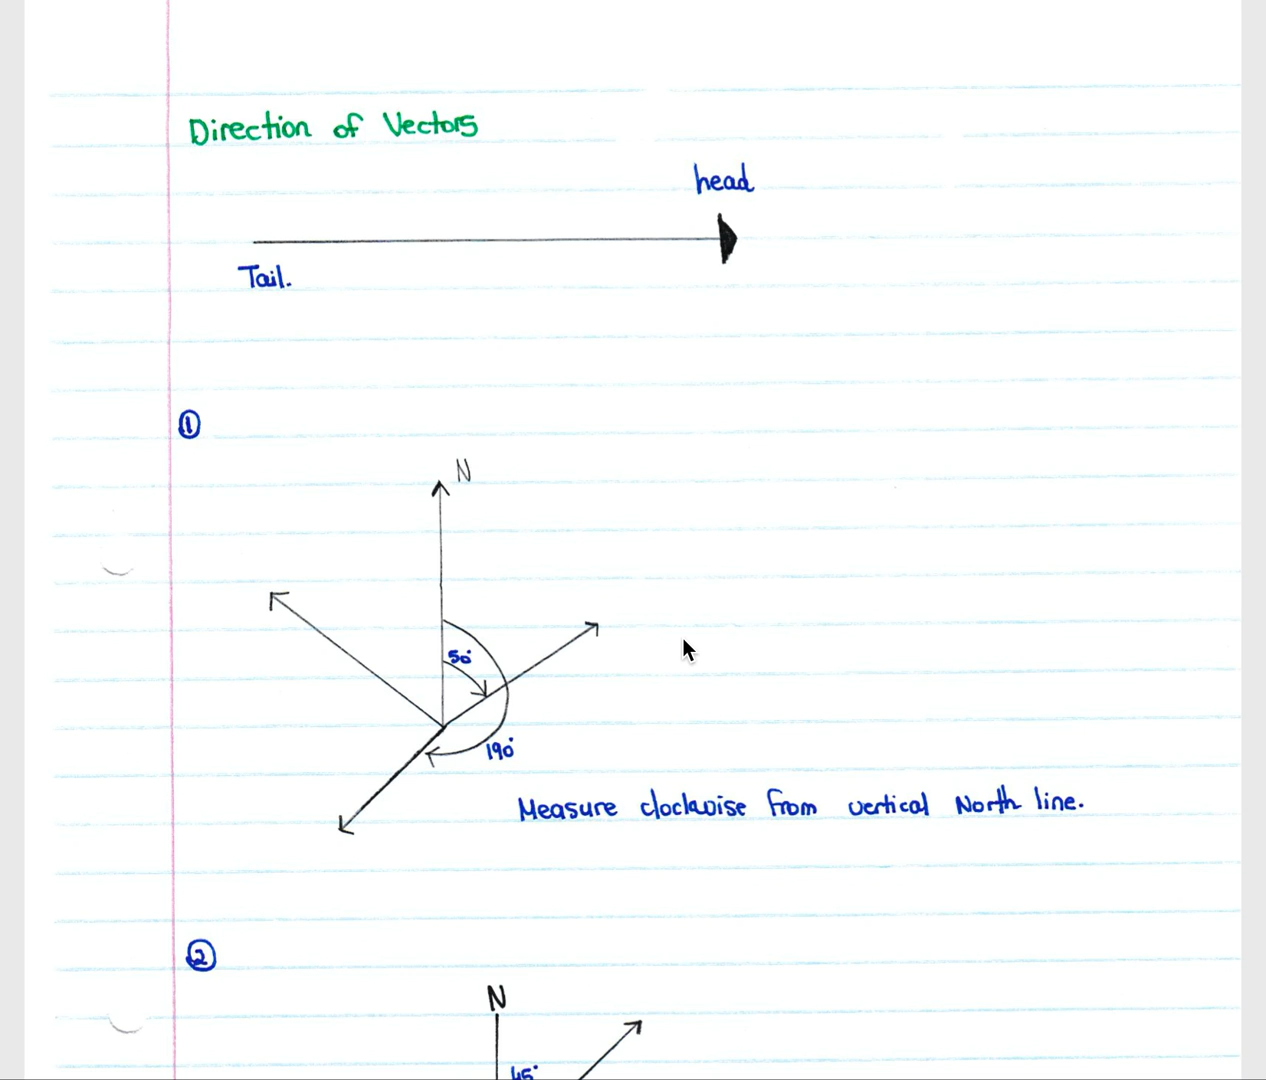 Direction of Vectors
head
Tail.
①
N
50°
190°
Measure clockwise from vertical North line.
②
N
45°